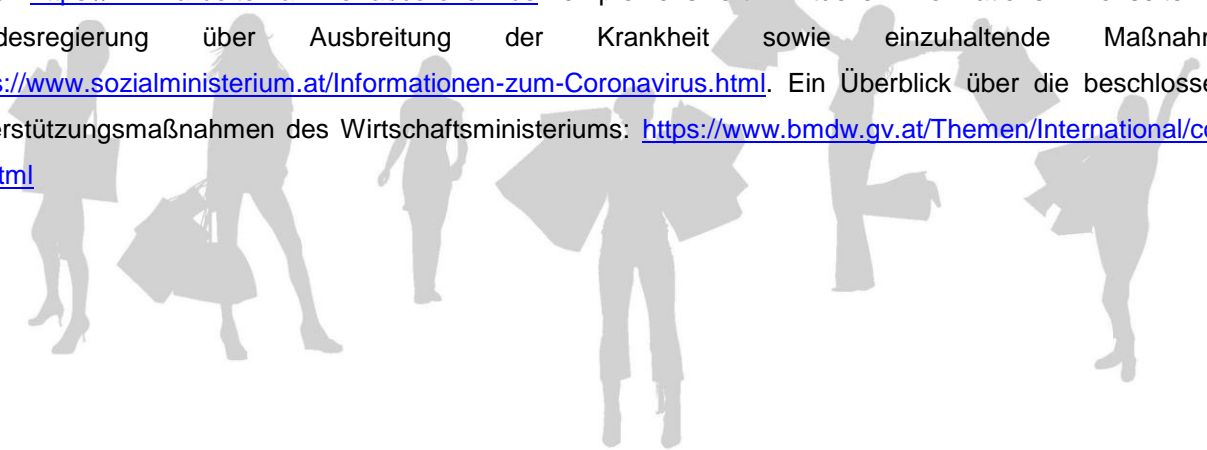 desregierung über Ausbreitung der Krankheit sowie einzuhaltende Maßnahm
s://www.sozialministerium.at/Informationen-zum-Coronavirus.html. Ein Überblick über die beschlosse
erstützungsmaßnahmen des Wirtschaftsministeriums: https://www.bmdw.gv.at/Themen/International/co
tml